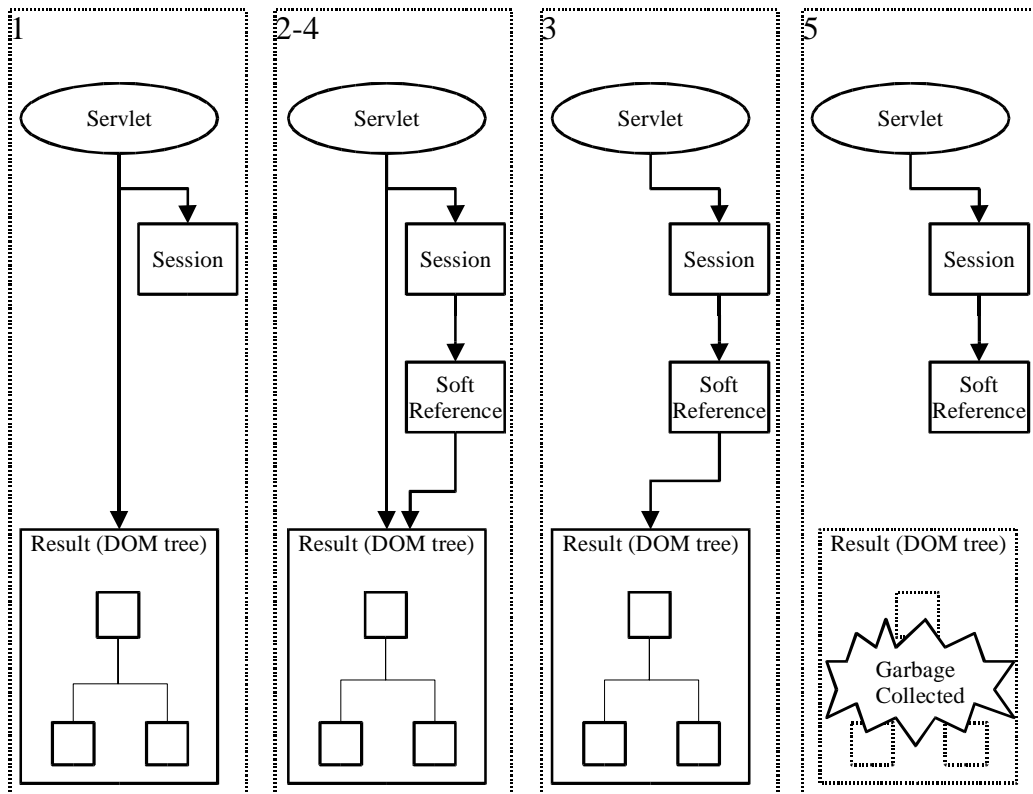 1
Servlet
Session
Result (DOM tree)
2-4
Servlet
Session
Soft
Reference
Result (DOM tree)
3
Servlet
Session
Soft
Reference
Result (DOM tree)
5
Servlet
Session
Soft
Reference
Result (DOM tree)
Garbage
Collected